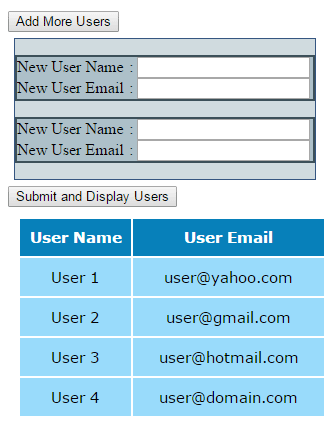 Add More Users
New User Name :
New User Email :
New User Name :
New User Email :
Submit and Display Users
User Name User Email
User 1 user@yahoo.com
User 2 user@gmail.com
User 3 user@hotmail.com
User 4 user@domain.com